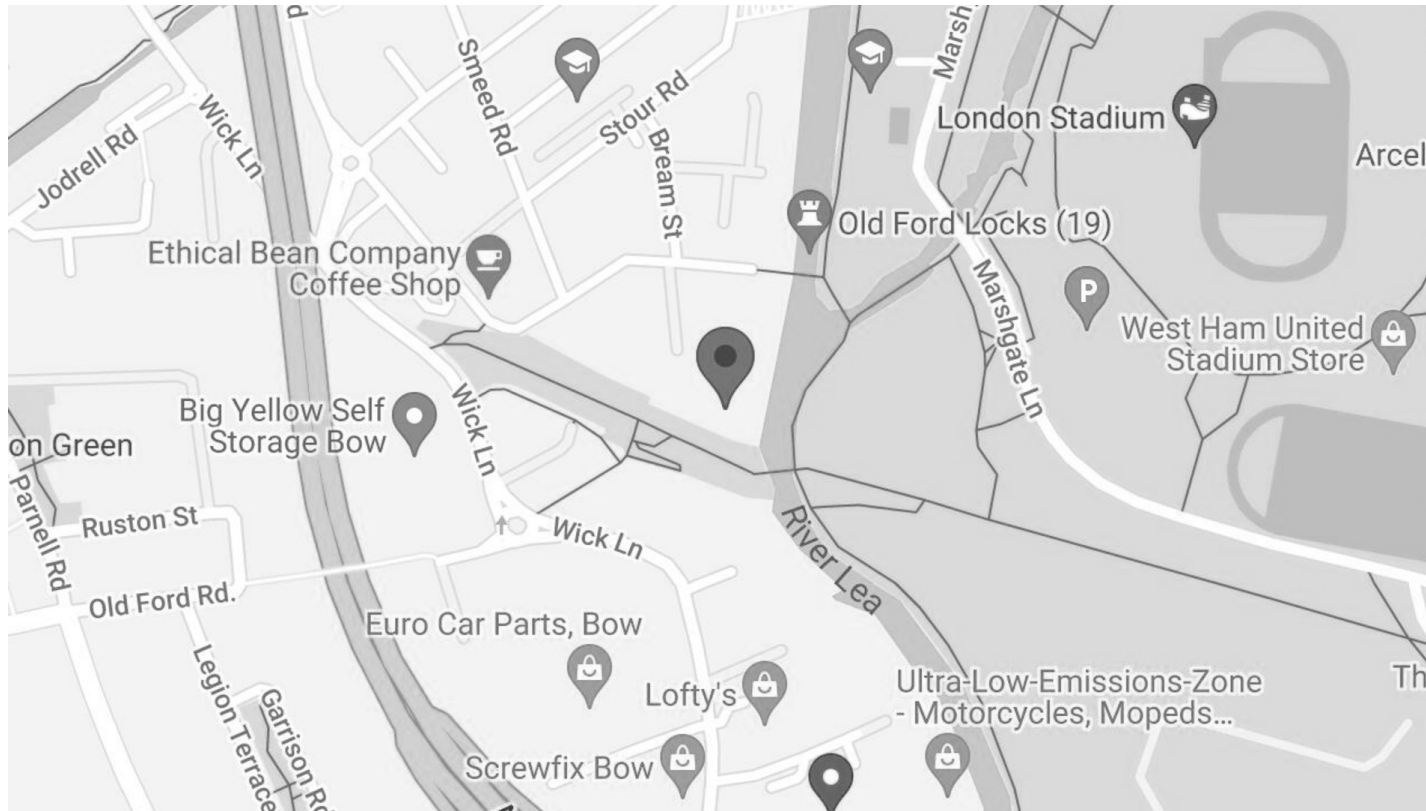 Marsh
Smeed Rd
Stour Rd
Bream St
Wick Ln
Jodrell Rd
London Stadium
Arcel
Old Ford Locks (19)
Ethical Bean Company
Coffee Shop
Marshgate Ln
P
West Ham United
Stadium Store
Big Yellow Self
Storage Bow
Wick Ln
on Green
Parnell Rd
Ruston St
Wick Ln
River Lea
Old Ford Rd.
Euro Car Parts, Bow
Legion Terrace
Garrison Rd
Lofty's
Ultra-Low-Emissions-Zone
- Motorcycles, Mopeds...
Th
Screwfix Bow